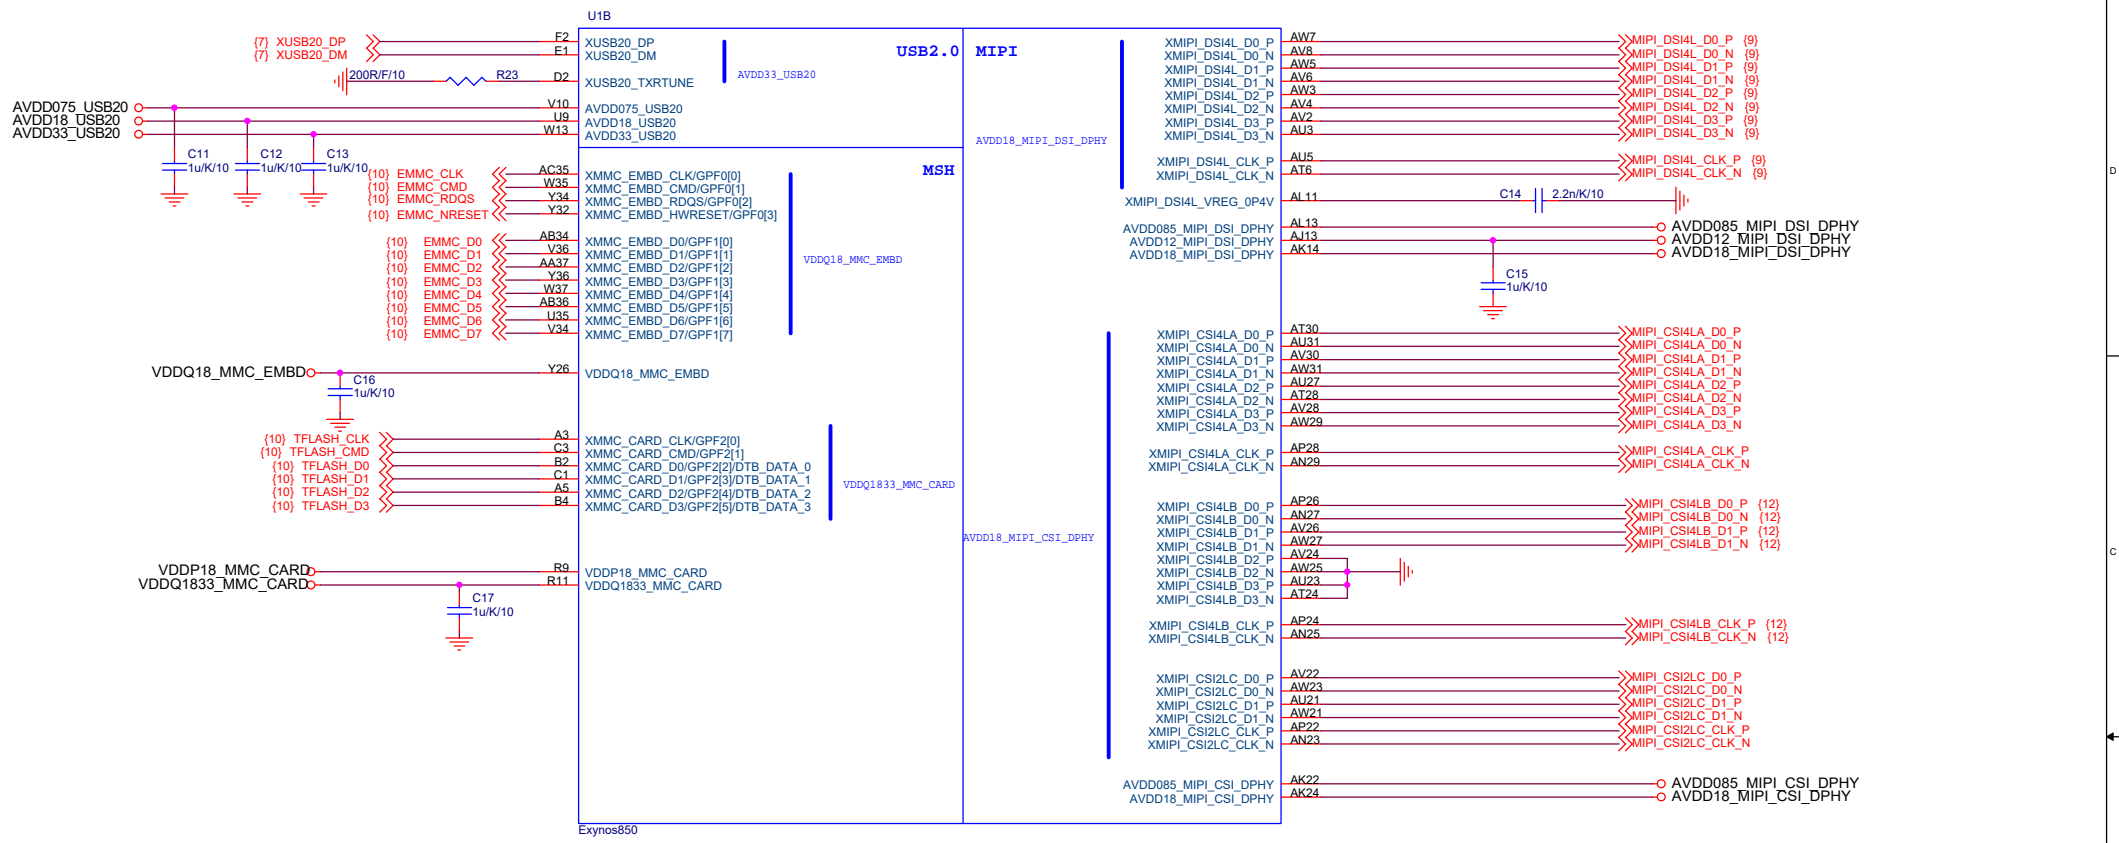 U1B
{7} XUSB20_DP F2 XUSB20_DP
{7} XUSB20_DM E1 XUSB20_DM
USB2.0
200R/F/10 R23 D2 XUSB20_TXRTUNE
AVDD33_USB20
AVDD075_USB20 V10 AVDD075_USB20
AVDD18_USB20 U9 AVDD18_USB20
AVDD33_USB20 W13 AVDD33_USB20
C11 1u/K/10
C12 1u/K/10
C13 1u/K/10
MSH
{10} EMMC_CLK AC35 XMMC_EMBD_CLK/GPF0[0]
{10} EMMC_CMD W35 XMMC_EMBD_CMD/GPF0[1]
{10} EMMC_RDQS Y34 XMMC_EMBD_RDQS/GPF0[2]
{10} EMMC_NRESET Y32 XMMC_EMBD_HWRESET/GPF0[3]
{10} EMMC_D0 AB34 XMMC_EMBD_D0/GPF1[0]
{10} EMMC_D1 V36 XMMC_EMBD_D1/GPF1[1]
{10} EMMC_D2 AA37 XMMC_EMBD_D2/GPF1[2]
{10} EMMC_D3 Y36 XMMC_EMBD_D3/GPF1[3]
{10} EMMC_D4 W37 XMMC_EMBD_D4/GPF1[4]
{10} EMMC_D5 AB36 XMMC_EMBD_D5/GPF1[5]
{10} EMMC_D6 U35 XMMC_EMBD_D6/GPF1[6]
{10} EMMC_D7 V34 XMMC_EMBD_D7/GPF1[7]
VDDQ18_MMC_EMBD
VDDQ18_MMC_EMBD Y26 VDDQ18_MMC_EMBD
C16
1u/K/10
{10} TFLASH_CLK A3 XMMC_CARD_CLK/GPF2[0]
{10} TFLASH_CMD C3 XMMC_CARD_CMD/GPF2[1]
{10} TFLASH_D0 B2 XMMC_CARD_D0/GPF2[2]/DTB_DATA_0
{10} TFLASH_D1 C1 XMMC_CARD_D1/GPF2[3]/DTB_DATA_1
{10} TFLASH_D2 A5 XMMC_CARD_D2/GPF2[4]/DTB_DATA_2
{10} TFLASH_D3 B4 XMMC_CARD_D3/GPF2[5]/DTB_DATA_3
VDDQ1833_MMC_CARD
VDDP18_MMC_CARD R9 VDDP18_MMC_CARD
VDDQ1833_MMC_CARD R11 VDDQ1833_MMC_CARD
C17
1u/K/10
Exynos850
MIPI
XMIPI_DSI4L_D0_P AW7 MIPI_DSI4L_D0_P {9}
XMIPI_DSI4L_D0_N AV8 MIPI_DSI4L_D0_N {9}
XMIPI_DSI4L_D1_P AW5 MIPI_DSI4L_D1_P {9}
XMIPI_DSI4L_D1_N AV6 MIPI_DSI4L_D1_N {9}
XMIPI_DSI4L_D2_P AW3 MIPI_DSI4L_D2_P {9}
XMIPI_DSI4L_D2_N AV4 MIPI_DSI4L_D2_N {9}
XMIPI_DSI4L_D3_P AV2 MIPI_DSI4L_D3_P {9}
XMIPI_DSI4L_D3_N AU3 MIPI_DSI4L_D3_N {9}
AVDD18_MIPI_DSI_DPHY
XMIPI_DSI4L_CLK_P AU5 MIPI_DSI4L_CLK_P {9}
XMIPI_DSI4L_CLK_N AT6 MIPI_DSI4L_CLK_N {9}
XMIPI_DSI4L_VREG_0P4V AL11 C14 2.2n/K/10
AVDD085_MIPI_DSI_DPHY AL13 AVDD085_MIPI_DSI_DPHY
AVDD12_MIPI_DSI_DPHY AJ13 AVDD12_MIPI_DSI_DPHY
AVDD18_MIPI_DSI_DPHY AK14 AVDD18_MIPI_DSI_DPHY
C15
1u/K/10
XMIPI_CSI4LA_D0_P AT30 MIPI_CSI4LA_D0_P
XMIPI_CSI4LA_D0_N AU31 MIPI_CSI4LA_D0_N
XMIPI_CSI4LA_D1_P AV30 MIPI_CSI4LA_D1_P
XMIPI_CSI4LA_D1_N AW31 MIPI_CSI4LA_D1_N
XMIPI_CSI4LA_D2_P AU27 MIPI_CSI4LA_D2_P
XMIPI_CSI4LA_D2_N AT28 MIPI_CSI4LA_D2_N
XMIPI_CSI4LA_D3_P AV28 MIPI_CSI4LA_D3_P
XMIPI_CSI4LA_D3_N AW29 MIPI_CSI4LA_D3_N
XMIPI_CSI4LA_CLK_P AP28 MIPI_CSI4LA_CLK_P
XMIPI_CSI4LA_CLK_N AN29 MIPI_CSI4LA_CLK_N
XMIPI_CSI4LB_D0_P AP26 MIPI_CSI4LB_D0_P {12}
XMIPI_CSI4LB_D0_N AN27 MIPI_CSI4LB_D0_N {12}
XMIPI_CSI4LB_D1_P AV26 MIPI_CSI4LB_D1_P {12}
AVDD18_MIPI_CSI_DPHY
XMIPI_CSI4LB_D1_N AW27 MIPI_CSI4LB_D1_N {12}
XMIPI_CSI4LB_D2_P AV24
XMIPI_CSI4LB_D2_N AW25
XMIPI_CSI4LB_D3_P AU23
XMIPI_CSI4LB_D3_N AT24
XMIPI_CSI4LB_CLK_P AP24 MIPI_CSI4LB_CLK_P {12}
XMIPI_CSI4LB_CLK_N AN25 MIPI_CSI4LB_CLK_N {12}
XMIPI_CSI2LC_D0_P AV22 MIPI_CSI2LC_D0_P
XMIPI_CSI2LC_D0_N AW23 MIPI_CSI2LC_D0_N
XMIPI_CSI2LC_D1_P AU21 MIPI_CSI2LC_D1_P
XMIPI_CSI2LC_D1_N AW21 MIPI_CSI2LC_D1_N
XMIPI_CSI2LC_CLK_P AP22 MIPI_CSI2LC_CLK_P
XMIPI_CSI2LC_CLK_N AN23 MIPI_CSI2LC_CLK_N
AVDD085_MIPI_CSI_DPHY AK22 AVDD085_MIPI_CSI_DPHY
AVDD18_MIPI_CSI_DPHY AK24 AVDD18_MIPI_CSI_DPHY
D
C